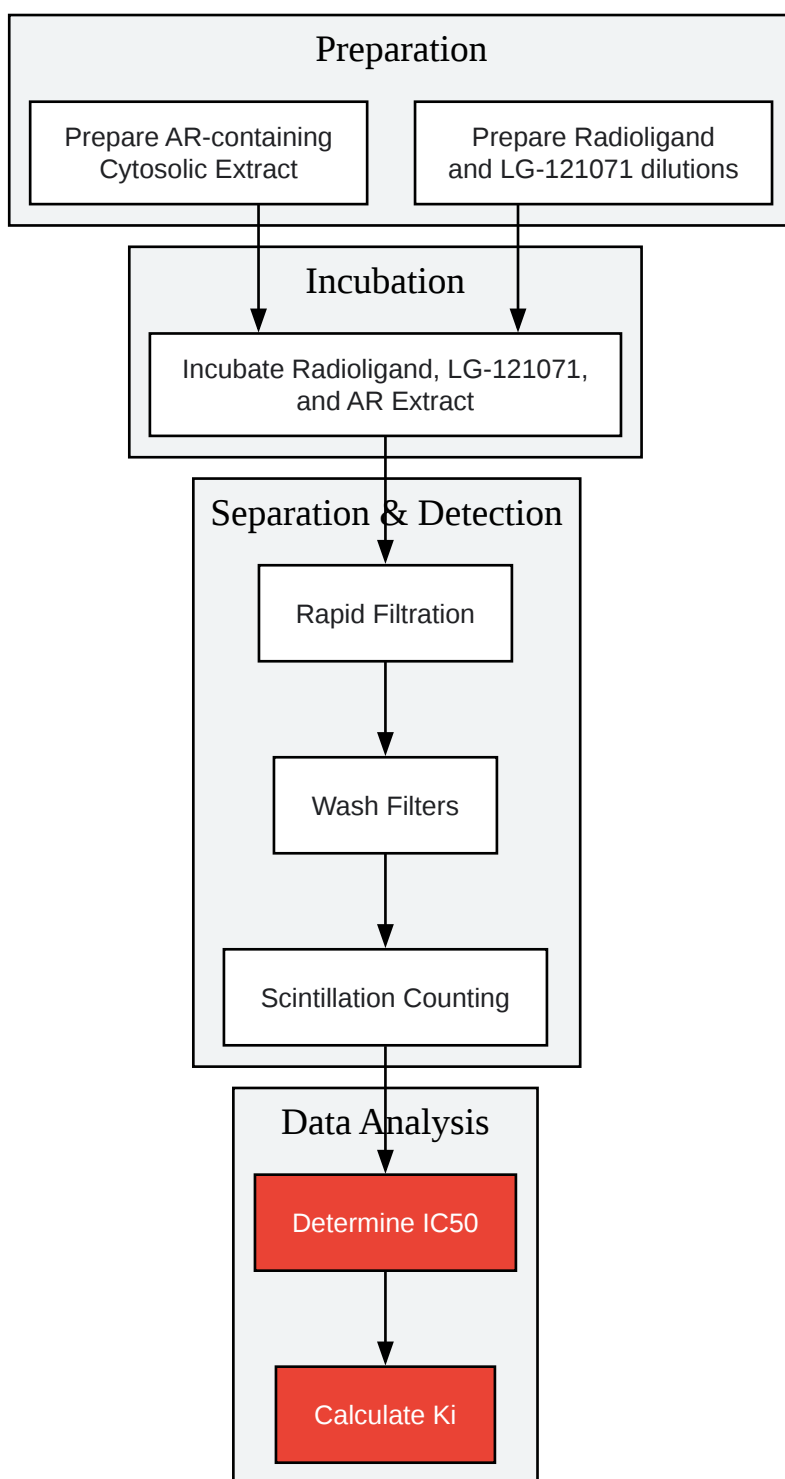 Preparation
Prepare AR-containing
Cytosolic Extract
Prepare Radioligand
and LG-121071 dilutions
Incubation
Incubate Radioligand, LG-121071,
and AR Extract
Separation & Detection
Rapid Filtration
Wash Filters
Scintillation Counting
Data Analysis
Determine IC50
Calculate Ki